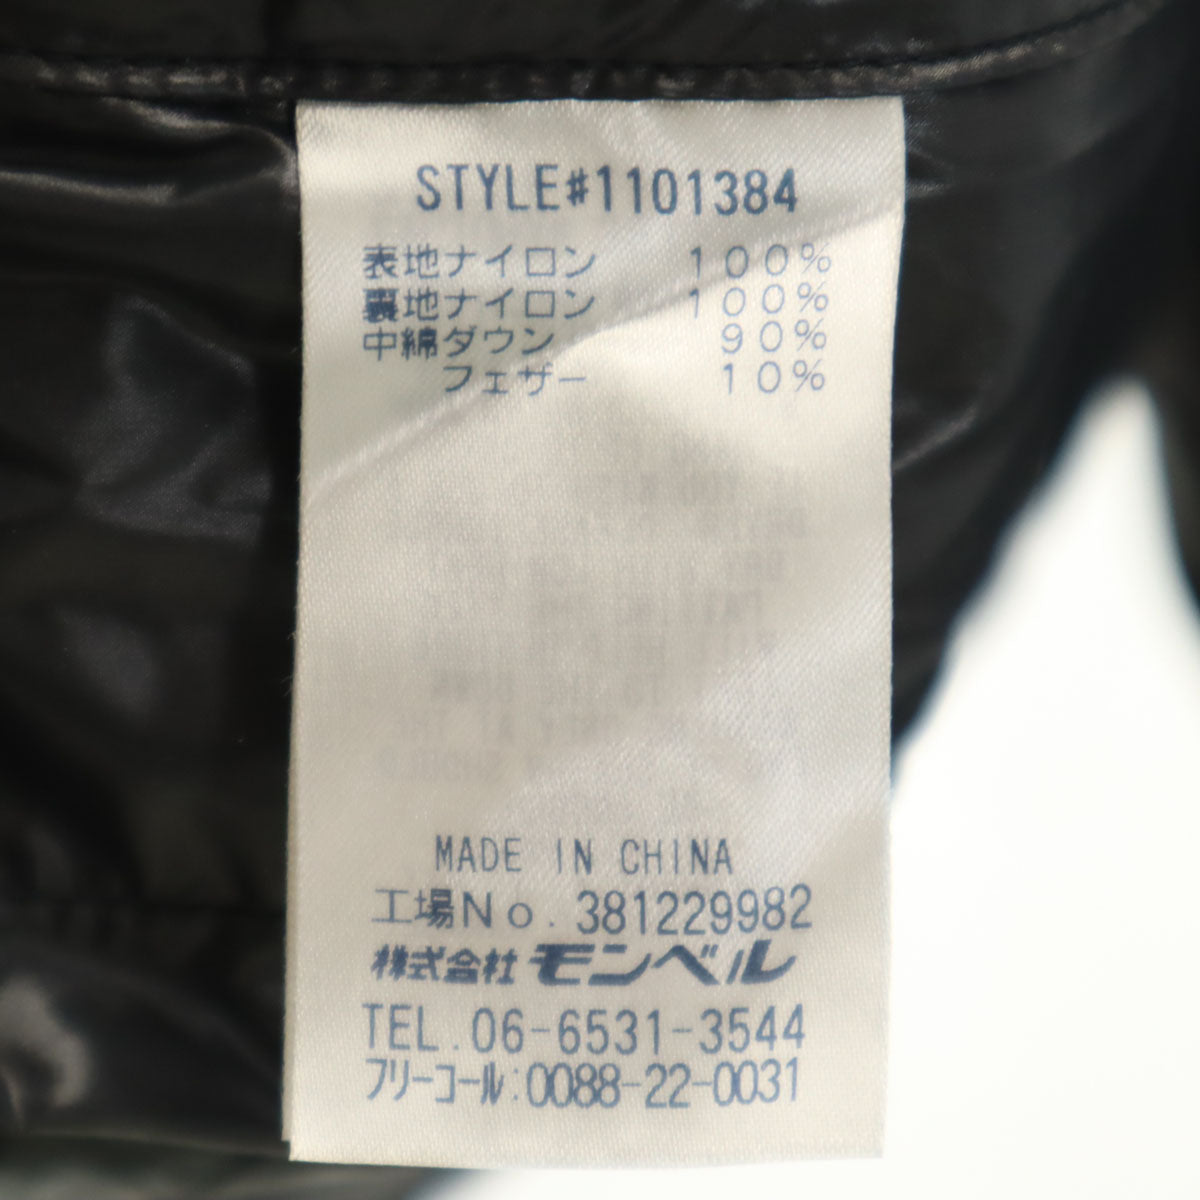 STYLE#1101384
表地ナイロン 100%
裏地ナイロン 100%
中綿ダウン 90%
フェザー 10%
MADE IN CHINA
工場No. 381229982
株式会社 モンベル
TEL. 06-6531-3544
フリーコール:0088-22-0031